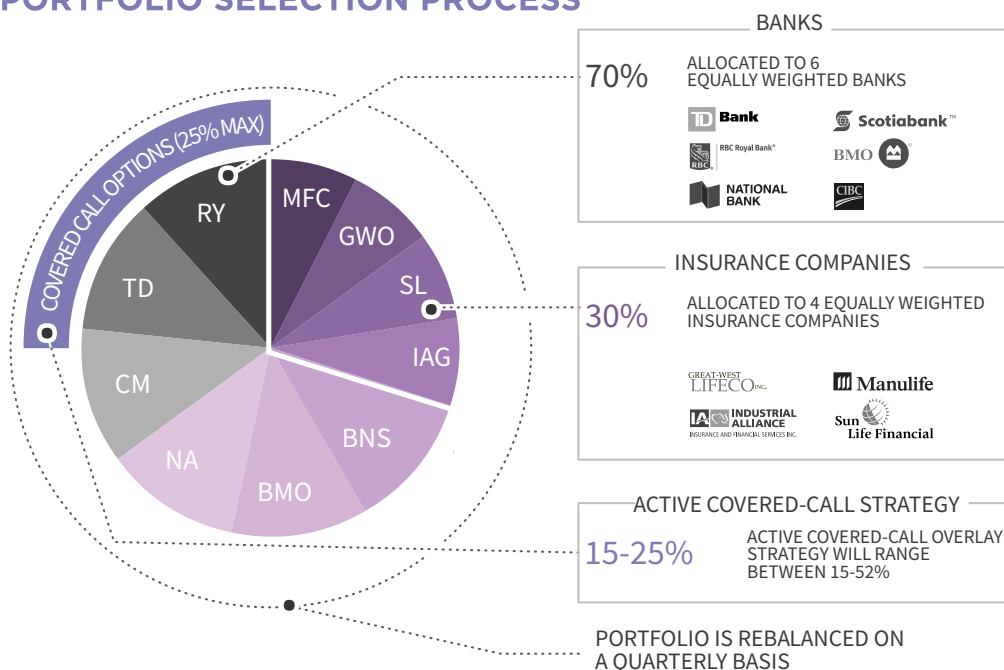 PORTFOLIO SELECTION PROCESS
BANKS
70%
ALLOCATED TO 6
EQUALLY WEIGHTED BANKS
TD Bank
Scotiabank™
RBC
RBC Royal Bank®
BMO
NATIONAL
BANK
CIBC
COVERED CALL OPTIONS (25% MAX)
RY
MFC
GWO
SL
IAG
BNS
BMO
NA
CM
TD
INSURANCE COMPANIES
30%
ALLOCATED TO 4 EQUALLY WEIGHTED
INSURANCE COMPANIES
GREAT-WEST
LIFECO INC.
Manulife
IA
INDUSTRIAL
ALLIANCE
INSURANCE AND FINANCIAL SERVICES INC.
Sun
Life Financial
ACTIVE COVERED-CALL STRATEGY
15-25%
ACTIVE COVERED-CALL OVERLAY
STRATEGY WILL RANGE
BETWEEN 15-52%
PORTFOLIO IS REBALANCED ON
A QUARTERLY BASIS